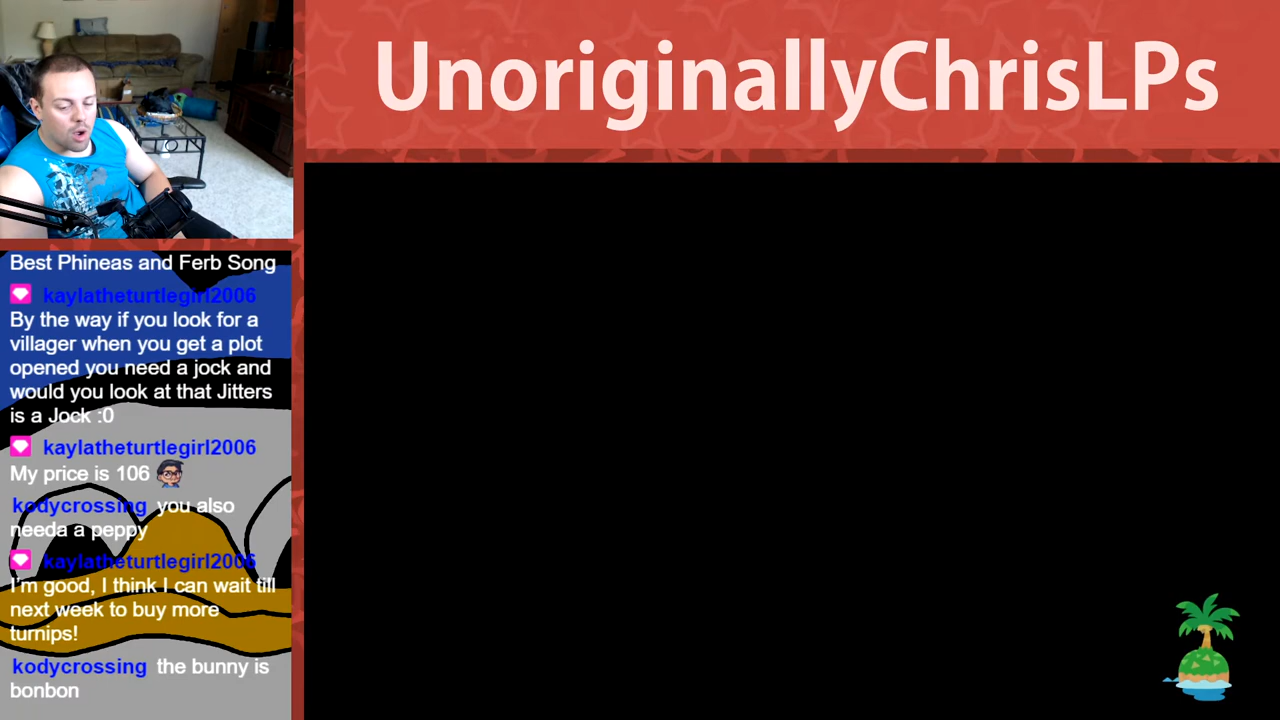 UnoriginallyChrisLPs
Best Phineas and Ferb Song
kaylatheturtlegirl2006
By the way if you look for a
villager when you get a plot
opened you need a jock and
would you look at that Jitters
is a Jock :0
kaylatheturtlegirl2006
My price is 106
kodycrossing you also
needa a peppy
kaylatheturtlegirl2006
I'm good, I think I can wait till
next week to buy more
turnips!
kodycrossing the bunny is
bonbon